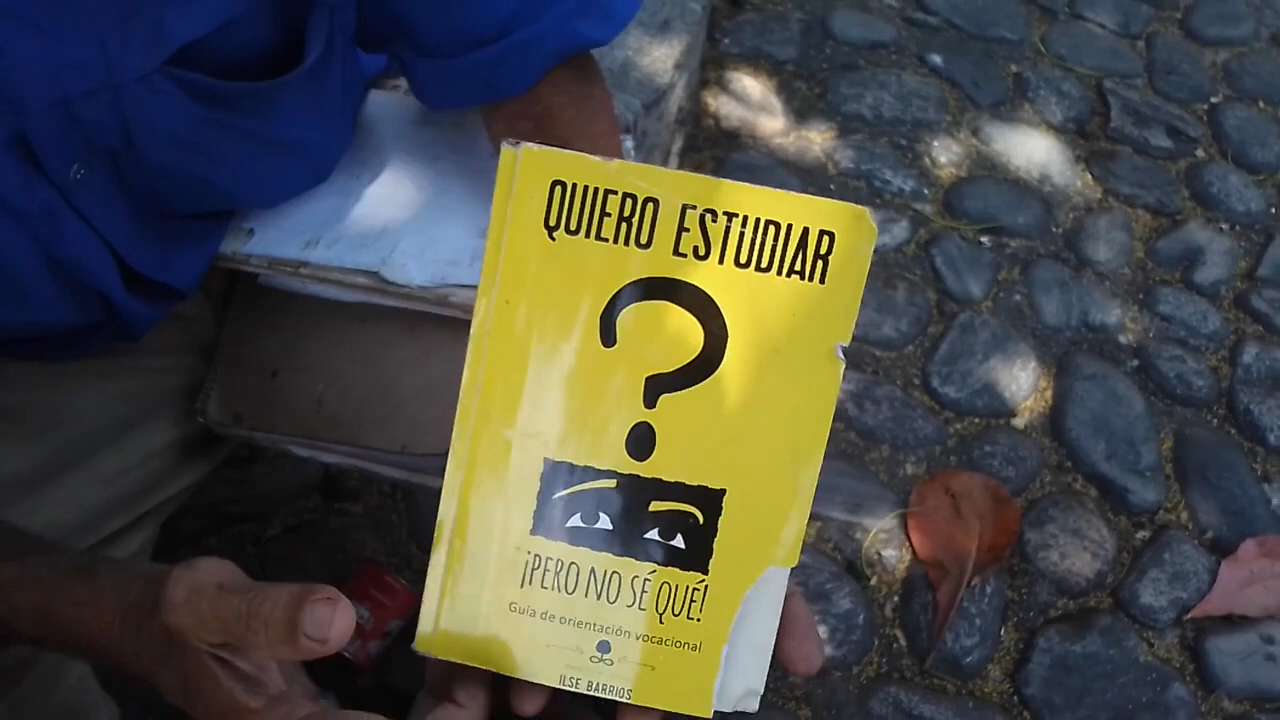 QUIERO ESTUDIAR
?
¡PERO NO SÉ QUÉ!
Guía de orientación vocacional
ILSE BARRIOS